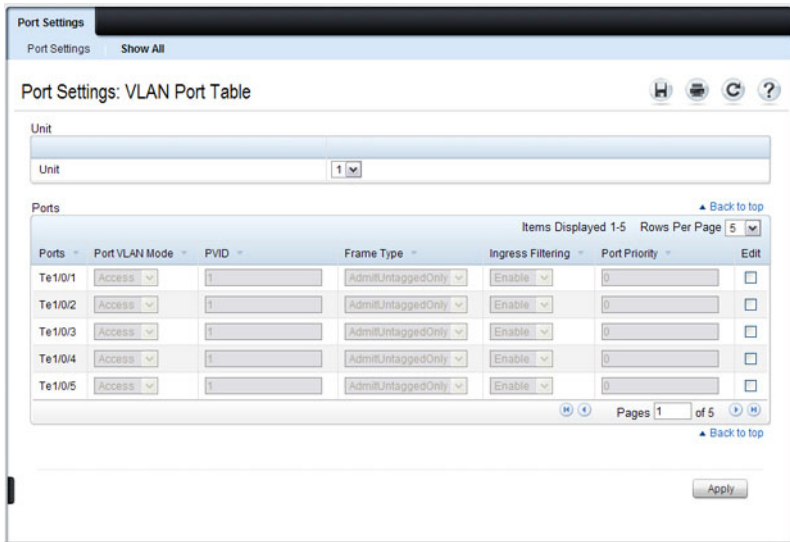 Port Settings
Port Settings Show All
Port Settings: VLAN Port Table
Unit
Unit 1
Ports
Back to top
Items Displayed 1-5 Rows Per Page 5
Ports Port VLAN Mode PVID Frame Type Ingress Filtering Port Priority Edit
Te1/0/1 Access 1 AdmitUntaggedOnly Enable 0
Te1/0/2 Access 1 AdmitUntaggedOnly Enable 0
Te1/0/3 Access 1 AdmitUntaggedOnly Enable 0
Te1/0/4 Access 1 AdmitUntaggedOnly Enable 0
Te1/0/5 Access 1 AdmitUntaggedOnly Enable 0
Pages 1 of 5
Back to top
Apply